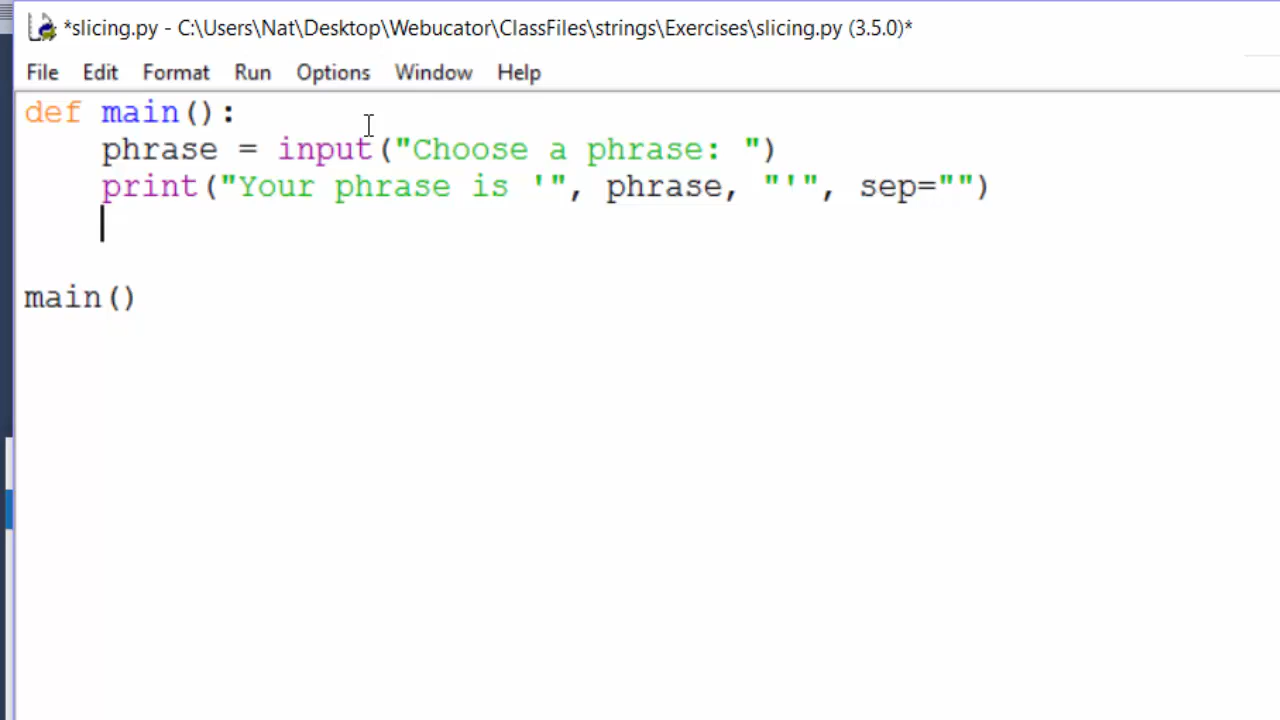 *slicing.py - C:\Users\Nat\Desktop\Webucator\ClassFiles\strings\Exercises\slicing.py (3.5.0)*
File Edit Format Run Options Window Help
def main():
    phrase = input("Choose a phrase: ")
    print("Your phrase is '", phrase, "'", sep="")
main()